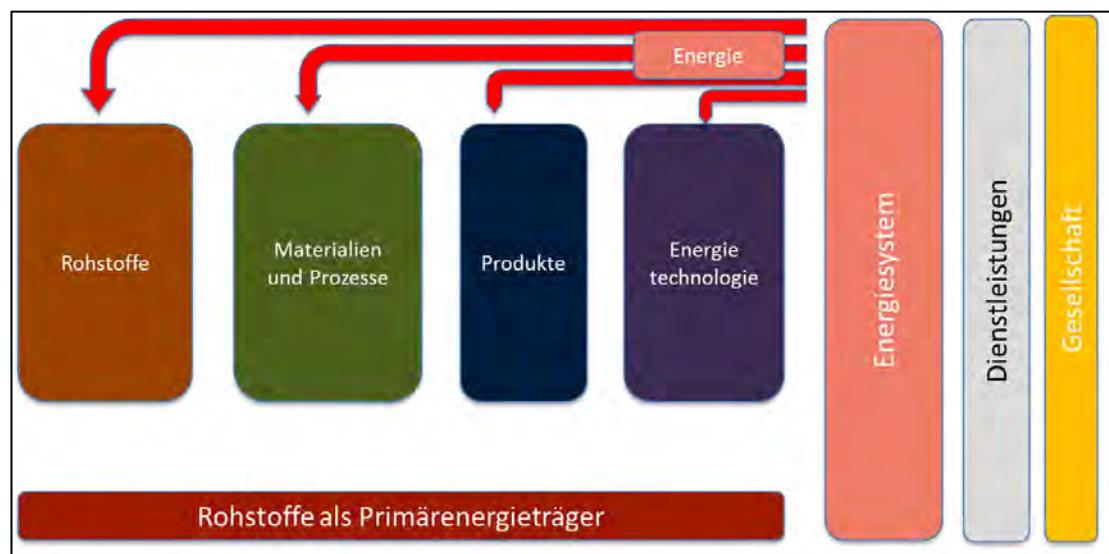 Energie
Rohstoffe
Materialien
und Prozesse
Produkte
Energie
technologie
Energiesystem
Dienstleistungen
Gesellschaft
Rohstoffe als Primärenergieträger